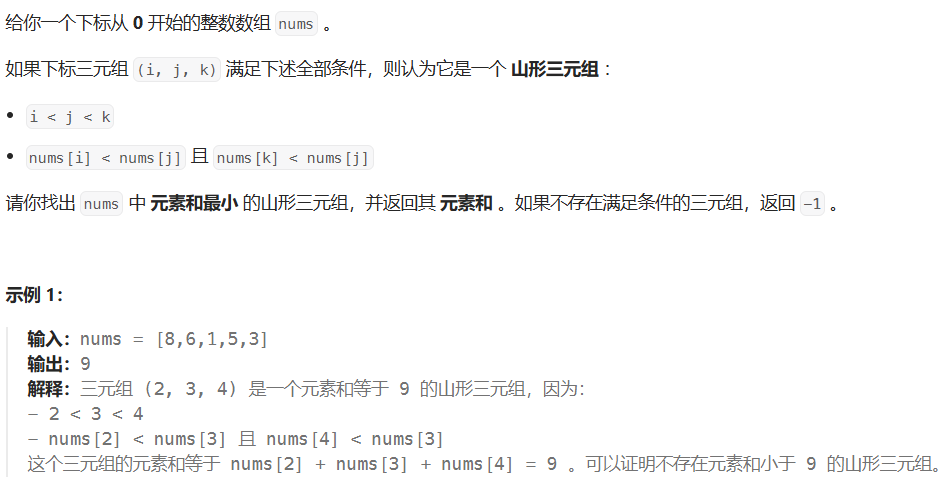 给你一个下标从 0 开始的整数数组 nums 。
如果下标三元组 (i, j, k) 满足下述全部条件，则认为它是一个 山形三元组 ：
• i < j < k
• nums[i] < nums[j] 且 nums[k] < nums[j]
请你找出 nums 中 元素和最小 的山形三元组，并返回其 元素和 。如果不存在满足条件的三元组，返回 -1 。
示例 1：
输入：nums = [8,6,1,5,3]
输出：9
解释：三元组 (2, 3, 4) 是一个元素和等于 9 的山形三元组，因为：
- 2 < 3 < 4
- nums[2] < nums[3] 且 nums[4] < nums[3]
这个三元组的元素和等于 nums[2] + nums[3] + nums[4] = 9 。可以证明不存在元素和小于 9 的山形三元组。